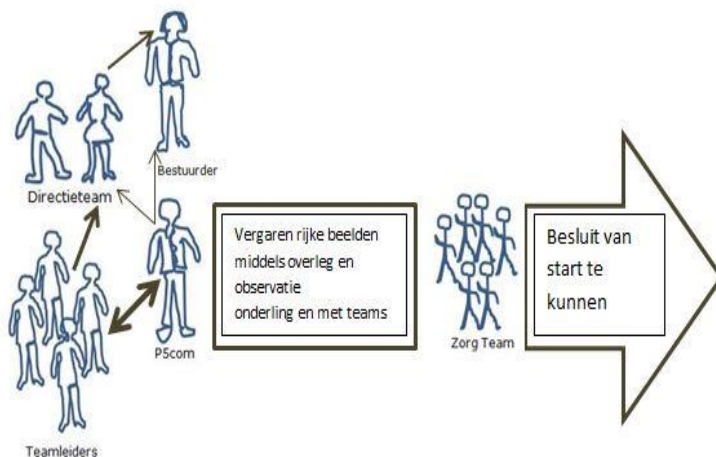 Bestuurder
Directieteam
Vergaren rijke beelden
middels overleg en
observatie
onderling en met teams
Besluit van
start te
kunnen
P5com
Zorg Team
Teamleiders